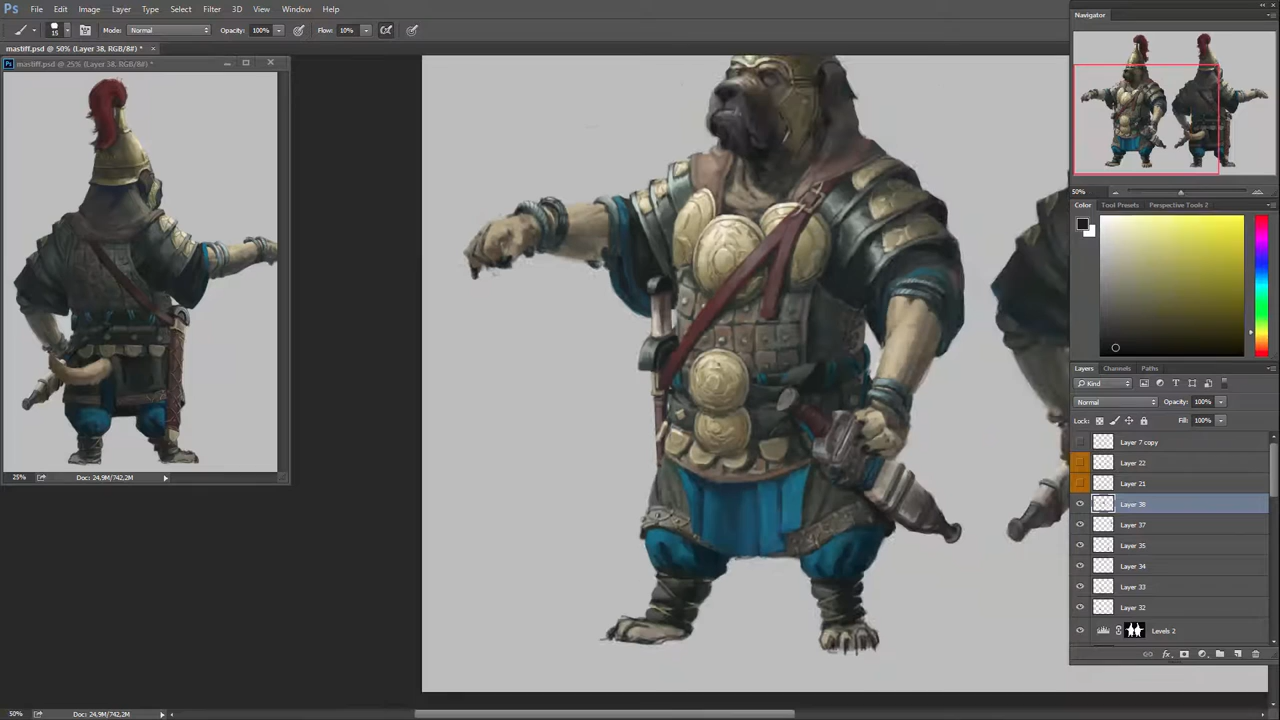 Ps File Edit Image Layer Type Select Filter 3D View Window Help
15 Mode: Normal Opacity: 100% Flow: 10%
mastiff.psd @ 50% (Layer 38, RGB/8#) * ×
Ps mastiff.psd @ 25% (Layer 38, RGB/8#) *
25% Doc: 24,9M/742,2M
50% Doc: 24,9M/742,2M
Navigator
50%
Color Tool Presets Perspective Tools 2
Layers Channels Paths
Kind
Normal Opacity: 100%
Lock: Fill: 100%
Layer 7 copy
Layer 22
Layer 21
Layer 38
Layer 37
Layer 35
Layer 34
Layer 33
Layer 32
Levels 2
fx